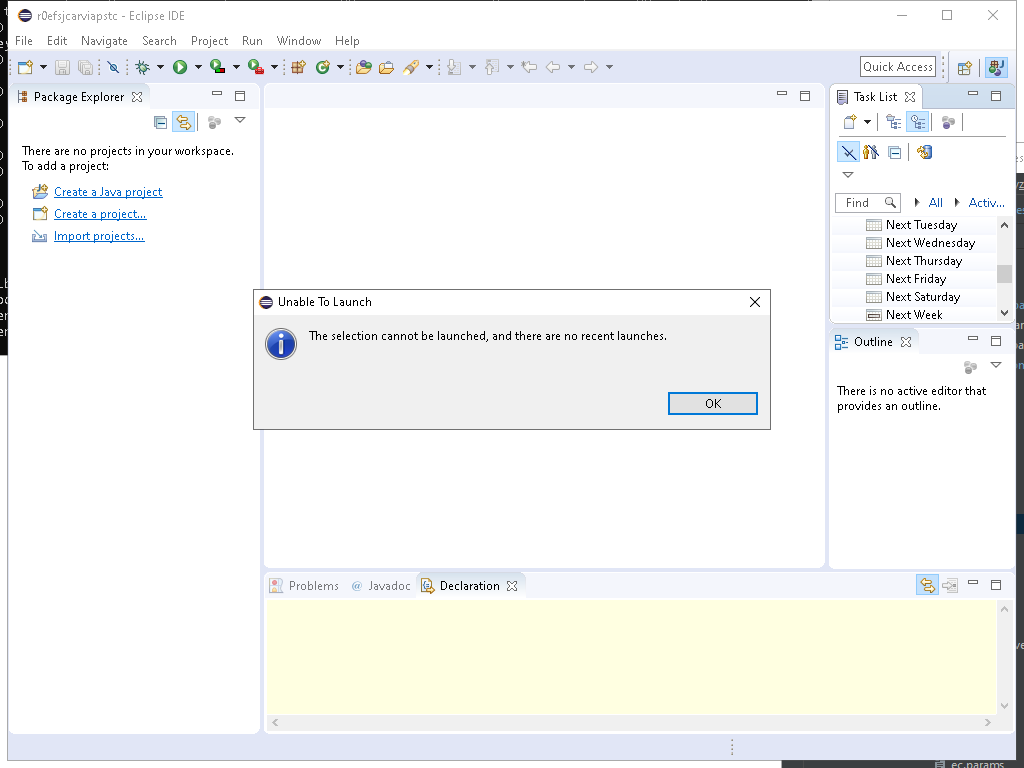 r0efsjcarviapstc - Eclipse IDE
File Edit Navigate Search Project Run Window Help
Quick Access
Package Explorer
There are no projects in your workspace.
To add a project:
Create a Java project
Create a project...
Import projects...
Task List
Find All Activ...
Next Tuesday
Next Wednesday
Next Thursday
Next Friday
Next Saturday
Next Week
Unable To Launch
The selection cannot be launched, and there are no recent launches.
OK
Outline
There is no active editor that
provides an outline.
Problems @ Javadoc Declaration
ec.params